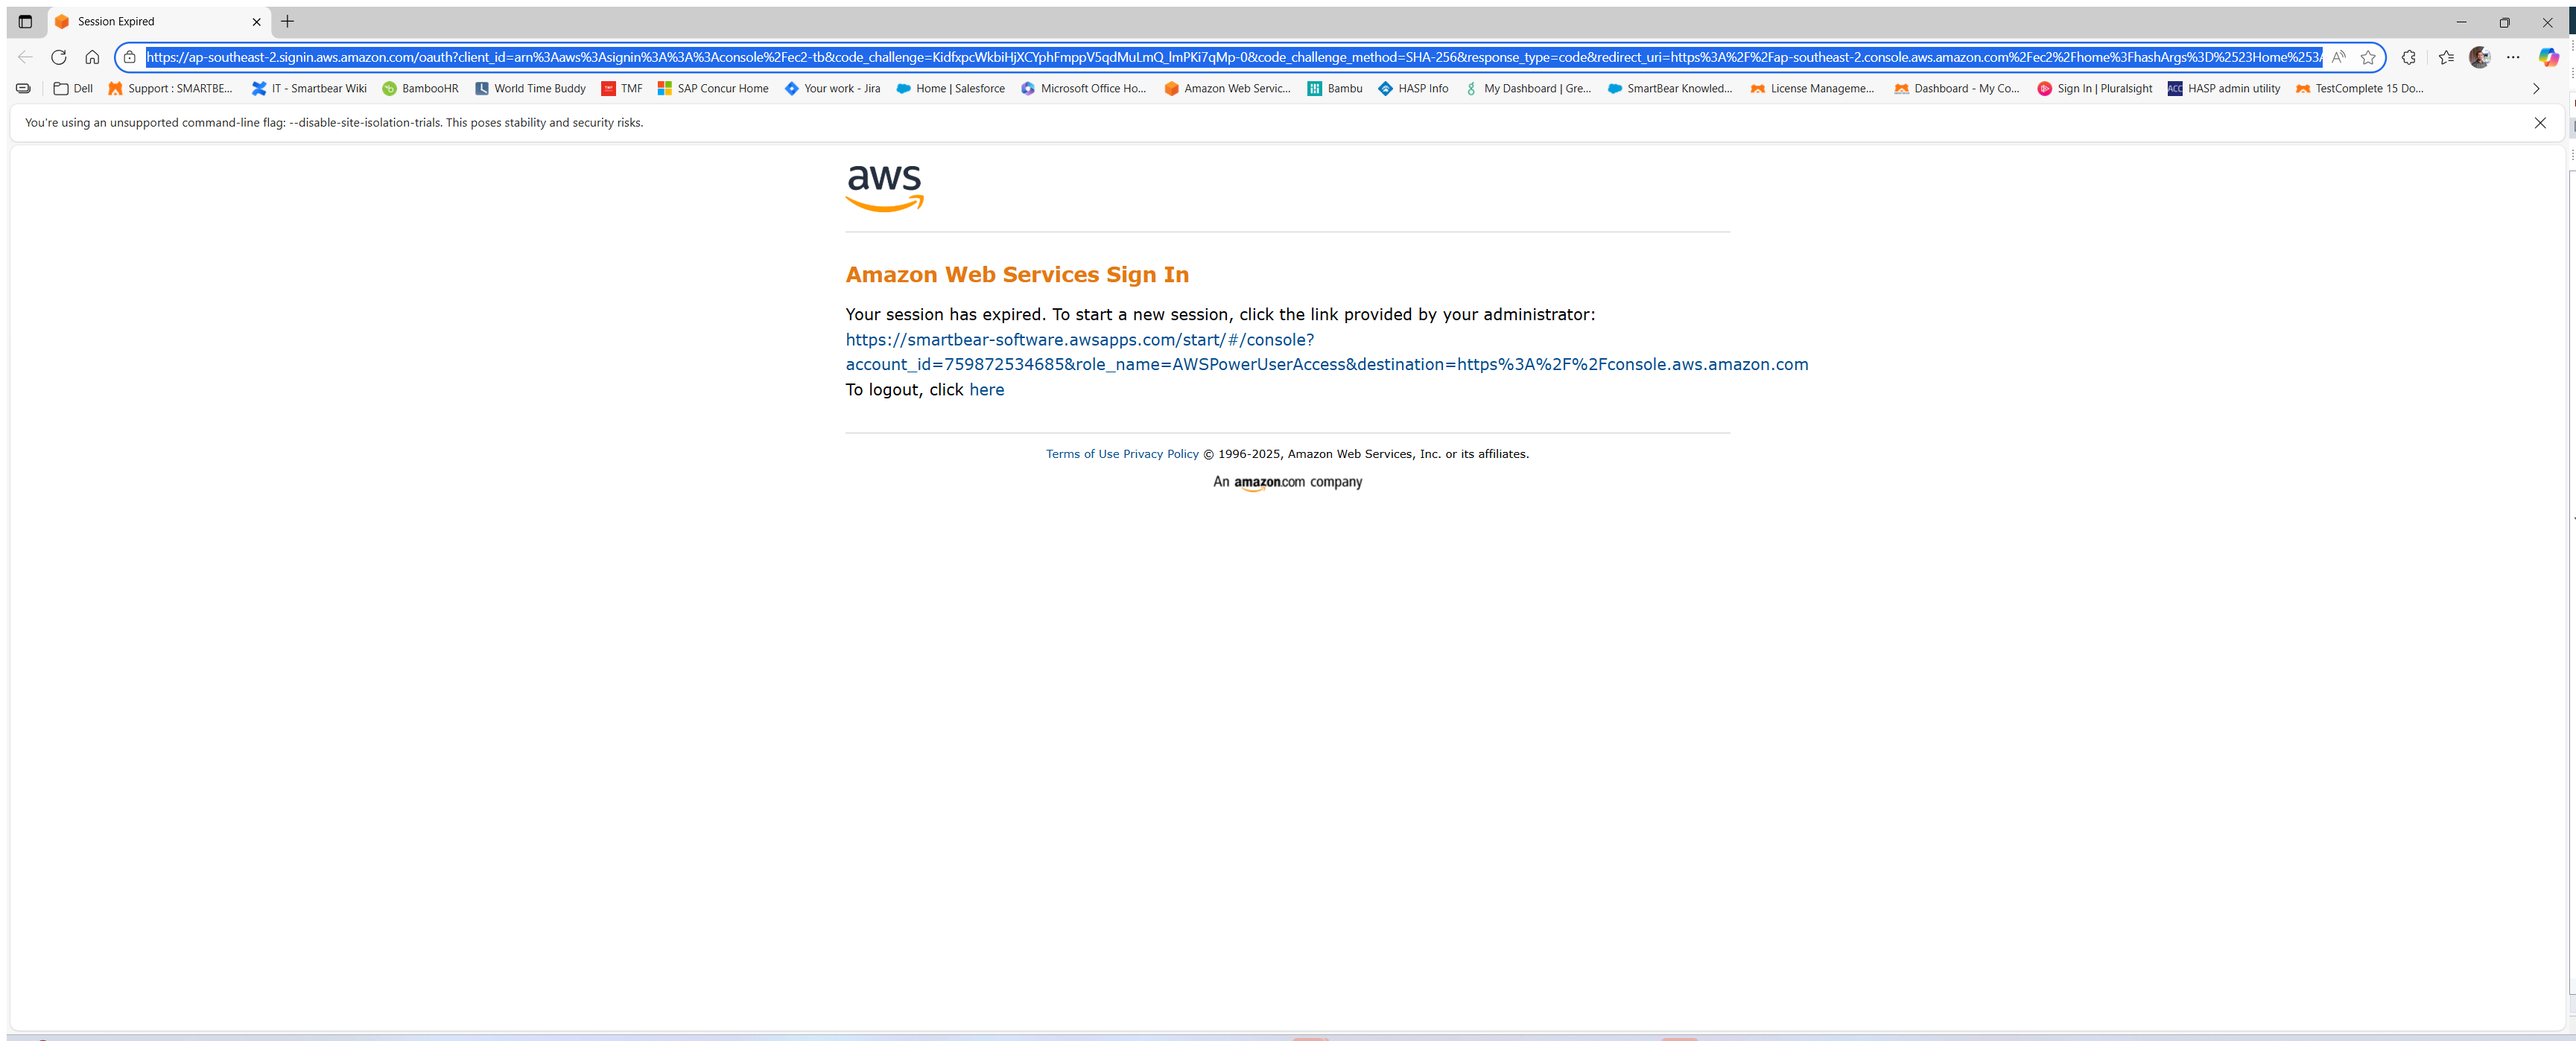 Session Expired
https://ap-southeast-2.signin.aws.amazon.com/oauth?client_id=arn%3Aaws%3Asignin%3A%3A%3Aconsole%2Fec2-tb&code_challenge=KidfxpcWkbiHjXCYphFmppV5qdMuLmQ_lmPKi7qMp-0&code_challenge_method=SHA-256&response_type=code&redirect_uri=https%3A%2F%2Fap-southeast-2.console.aws.amazon.com%2Fec2%2Fhome%3FhashArgs%3D%2523Home%253A
Dell Support : SMARTBE... IT - Smartbear Wiki BambooHR World Time Buddy TMF SAP Concur Home Your work - Jira Home | Salesforce Microsoft Office Ho... Amazon Web Servic... Bambu HASP Info My Dashboard | Gre... SmartBear Knowled... License Manageme... Dashboard - My Co... Sign In | Pluralsight ACC HASP admin utility TestComplete 15 Do...
You're using an unsupported command-line flag: --disable-site-isolation-trials. This poses stability and security risks.
aws
Amazon Web Services Sign In
Your session has expired. To start a new session, click the link provided by your administrator:
https://smartbear-software.awsapps.com/start/#/console?
account_id=759872534685&role_name=AWSPowerUserAccess&destination=https%3A%2F%2Fconsole.aws.amazon.com
To logout, click here
Terms of Use Privacy Policy © 1996-2025, Amazon Web Services, Inc. or its affiliates.
An amazon.com company